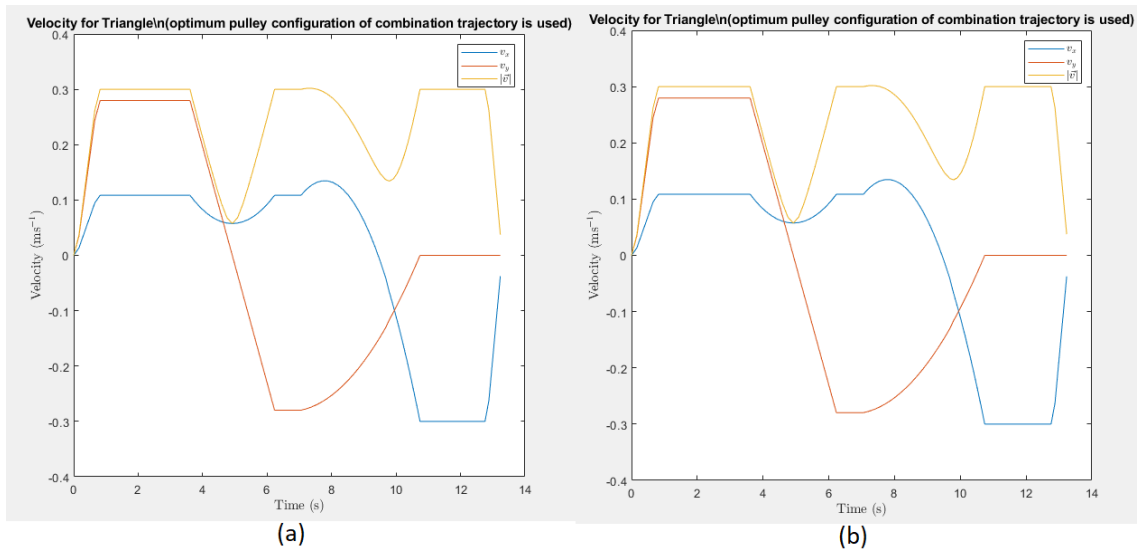 Velocity for Triangle\n(optimum pulley configuration of combination trajectory is used)
0.4
0.3
0.2
0.1
0
-0.1
-0.2
-0.3
-0.4
Velocity (ms⁻¹)
0 2 4 6 8 10 12 14
Time (s)
v_x
v_y
|v⃗|
(a)
Velocity for Triangle\n(optimum pulley configuration of combination trajectory is used)
0.4
0.3
0.2
0.1
0
-0.1
-0.2
-0.3
-0.4
Velocity (ms⁻¹)
0 2 4 6 8 10 12 14
Time (s)
v_x
v_y
|v⃗|
(b)